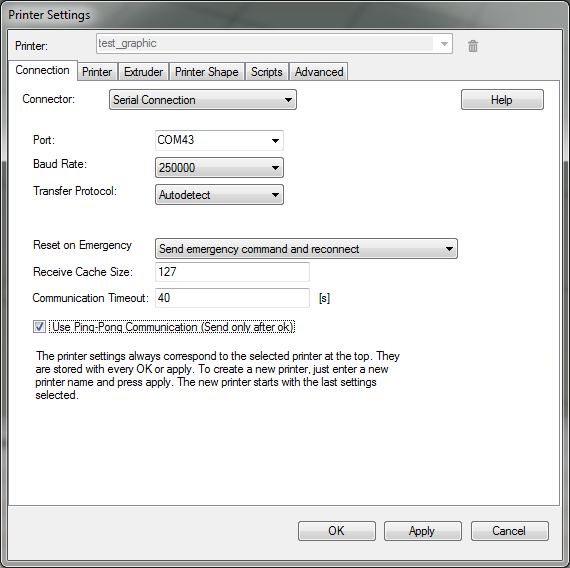 Printer Settings
Printer: test_graphic
Connection Printer Extruder Printer Shape Scripts Advanced
Connector: Serial Connection Help
Port: COM43
Baud Rate: 250000
Transfer Protocol: Autodetect
Reset on Emergency Send emergency command and reconnect
Receive Cache Size: 127
Communication Timeout: 40 [s]
Use Ping-Pong Communication (Send only after ok)
The printer settings always correspond to the selected printer at the top. They
are stored with every OK or apply. To create a new printer, just enter a new
printer name and press apply. The new printer starts with the last settings
selected.
OK Apply Cancel